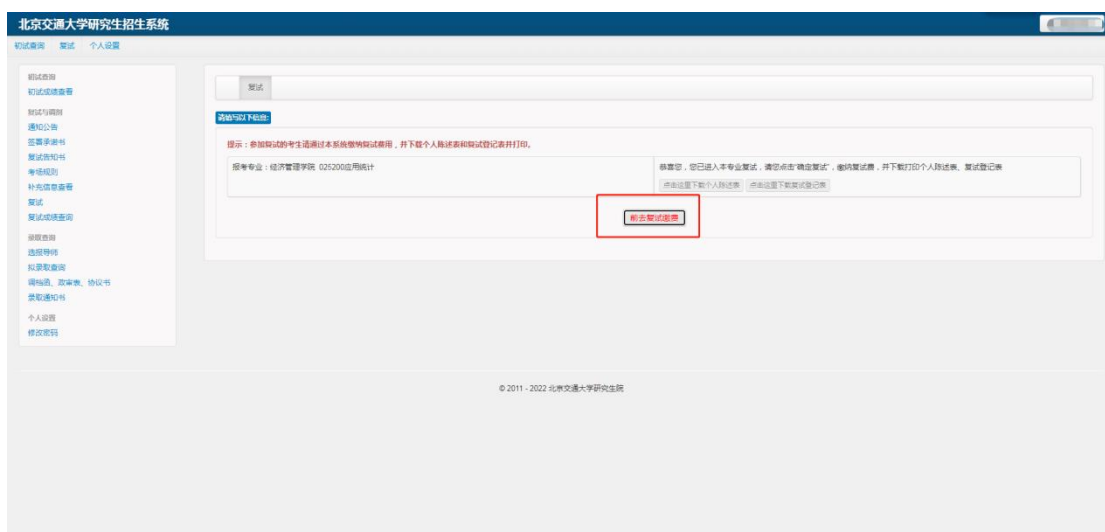 北京交通大学研究生招生系统
初试查询 复试 个人设置
初试查询
初试成绩查看
复试与调剂
通知公告
签署承诺书
复试告知书
考场规则
补充信息查看
复试
复试成绩查询
录取查询
选报导师
拟录取查询
调档函、政审表、协议书
录取通知书
个人设置
修改密码
复试
请填写以下信息:
提示：参加复试的考生请通过本系统缴纳复试费用，并下载个人陈述表和复试登记表并打印。
报考专业：经济管理学院 025200应用统计
恭喜您，您已进入本专业复试，请您点击“确定复试”，缴纳复试费，并下载打印个人陈述表、复试登记表
点击这里下载个人陈述表 点击这里下载复试登记表
前去复试缴费
© 2011 - 2022 北京交通大学研究生院